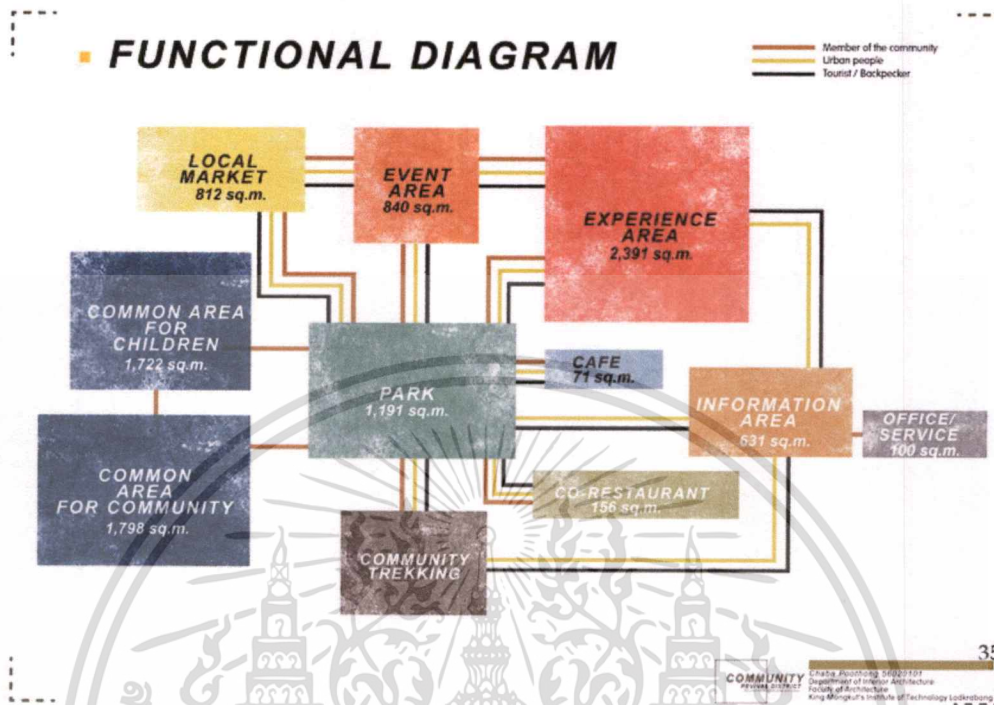 FUNCTIONAL DIAGRAM
Member of the community
Urban people
Tourist / Backpecker
LOCAL
MARKET
812 sq.m.
EVENT
AREA
840 sq.m.
EXPERIENCE
AREA
2,391 sq.m.
COMMON AREA
FOR
CHILDREN
1,722 sq.m.
PARK
1,191 sq.m.
CAFE
71 sq.m.
INFORMATION
AREA
631 sq.m.
OFFICE/
SERVICE
100 sq.m.
COMMON
AREA
FOR COMMUNITY
1,798 sq.m.
CO-RESTAURANT
156 sq.m.
COMMUNITY
TREKKING
35
COMMUNITY
REVIVAL DISTRICT
56020101
Department of Interior Architecture
Faculty of Architecture
King Mongkut's Institute of Technology Ladkrabang